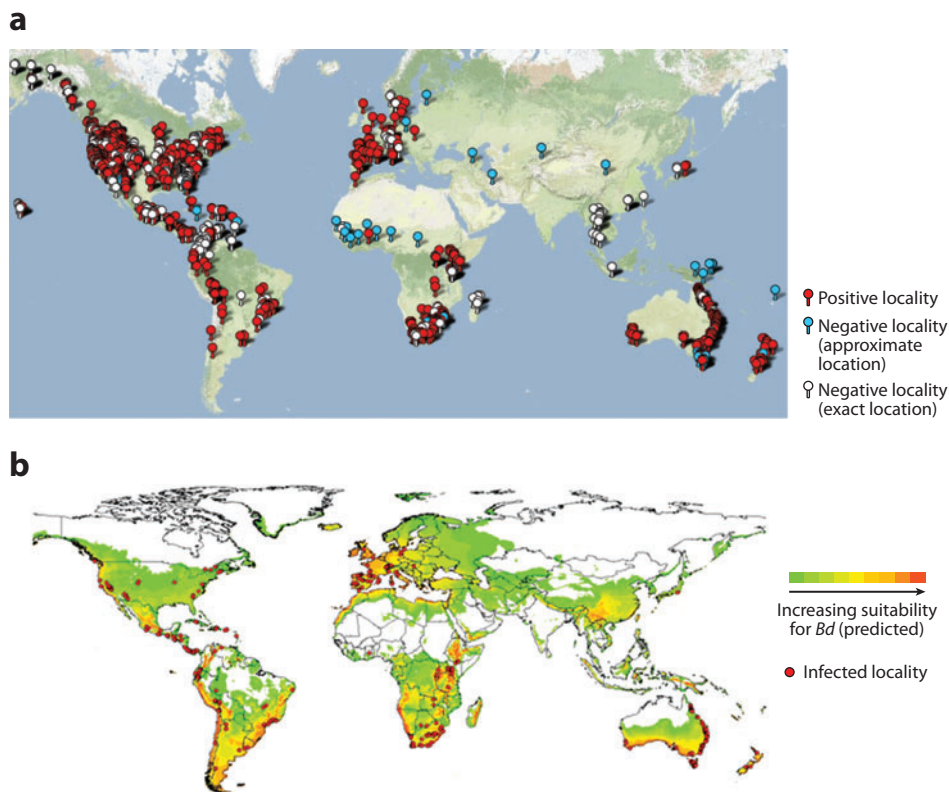 a
Positive locality
Negative locality
(approximate
location)
Negative locality
(exact location)
b
Increasing suitability
for Bd (predicted)
Infected locality